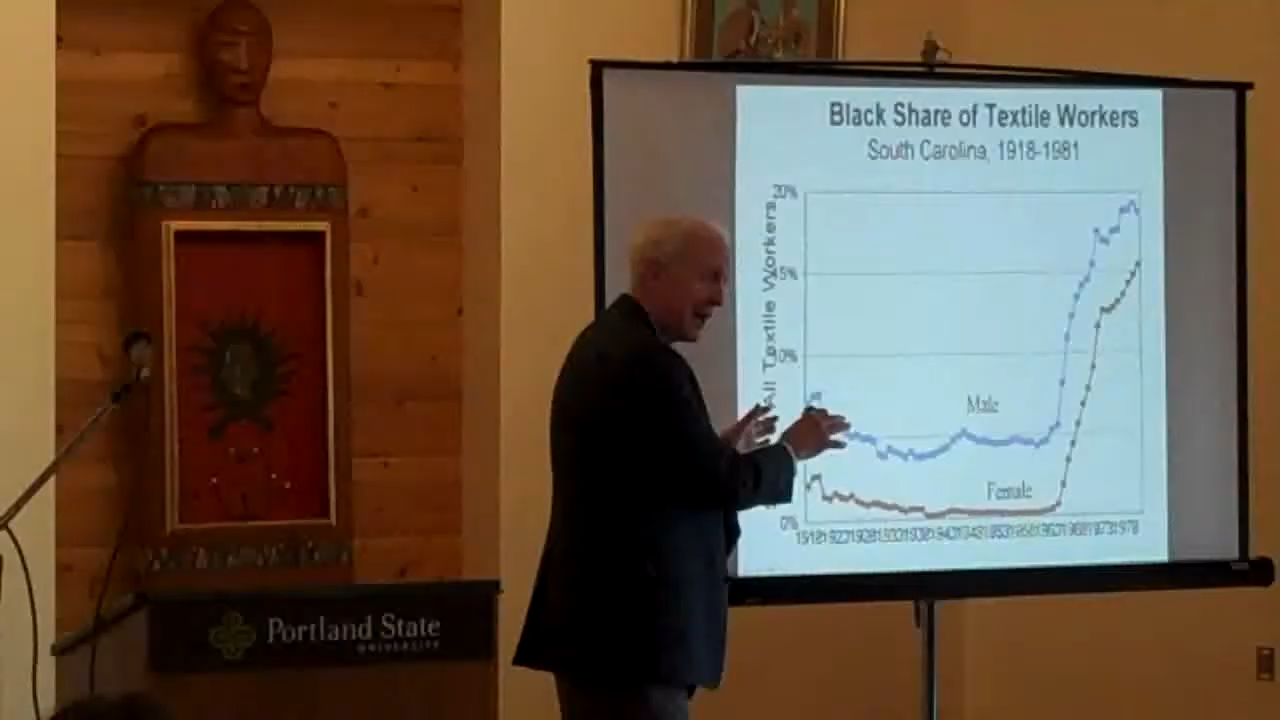 Black Share of Textile Workers
South Carolina, 1918-1981
All Textile Workers
20%
15%
10%
0%
Male
Female
Portland State
UNIVERSITY